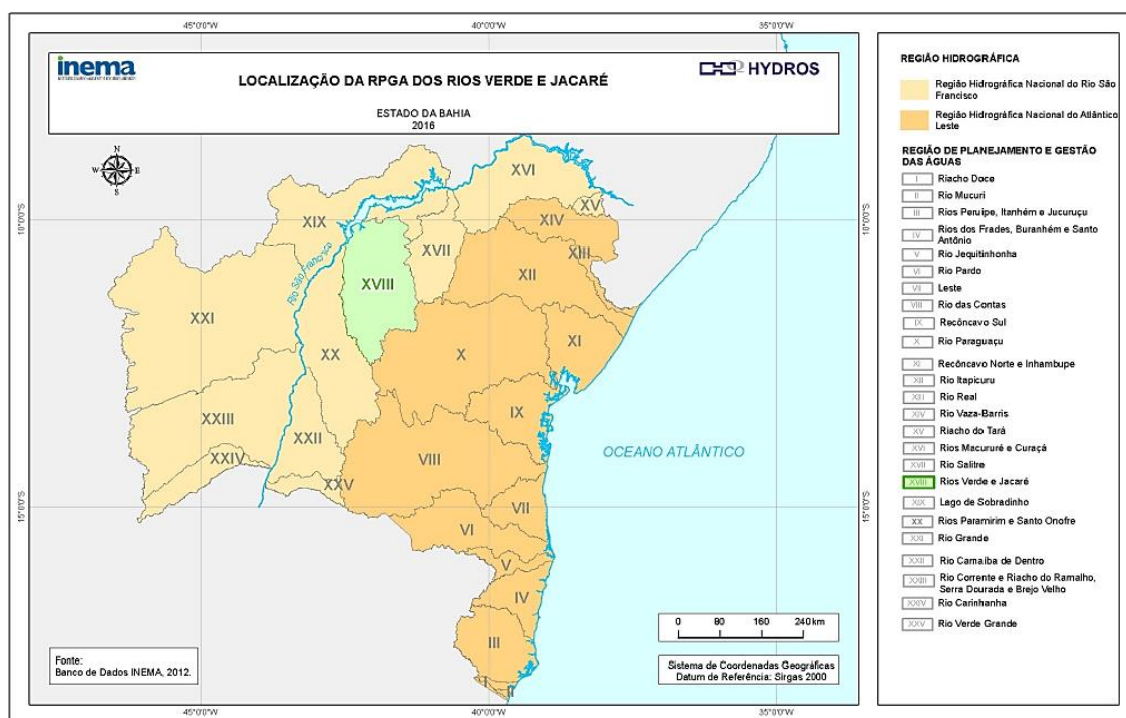 45°0'0"W 40°0'0"W 35°0'0"W
inema
HYDROS
LOCALIZAÇÃO DA RPGA DOS RIOS VERDE E JACARÉ
ESTADO DA BAHIA
2016
N
W E
S
10°0'0"S
15°0'0"S
10°0'0"S
15°0'0"S
XVI
XV
XIX
XIV
XVII
XIII
XII
XVIII
Rio São Francisco
XXI
XX
X
XI
IX
XXIII
XXII
XXIV
VIII
XXV
VII
VI
V
IV
III
I
II
OCEANO ATLÂNTICO
0 80 160 240 km
Sistema de Coordenadas Geográficas
Datum de Referência: Sirgas 2000
Fonte:
Banco de Dados INEMA, 2012.
45°0'0"W 40°0'0"W 35°0'0"W
REGIÃO HIDROGRÁFICA
Região Hidrográfica Nacional do Rio São
Francisco
Região Hidrográfica Nacional do Atlântico
Leste
REGIÃO DE PLANEJAMENTO E GESTÃO
DAS ÁGUAS
I Riacho Doce
II Rio Mucuri
III Rios Peruípe, Itanhém e Jucuruçu
IV Rios dos Frades, Buranhém e Santo
Antônio
V Rio Jequitinhonha
VI Rio Pardo
VII Leste
VIII Rio das Contas
IX Recôncavo Sul
X Rio Paraguaçu
XI Recôncavo Norte e Inhambupe
XII Rio Itapicuru
XIII Rio Real
XIV Rio Vaza-Barris
XV Riacho do Tará
XVI Rios Macururé e Curaçá
XVII Rio Salitre
XVIII Rios Verde e Jacaré
XIX Lago de Sobradinho
XX Rios Paramirim e Santo Onofre
XXI Rio Grande
XXII Rio Carnaíba de Dentro
XXIII Rio Corrente e Riacho do Ramalho,
Serra Dourada e Brejo Velho
XXIV Rio Carinhanha
XXV Rio Verde Grande